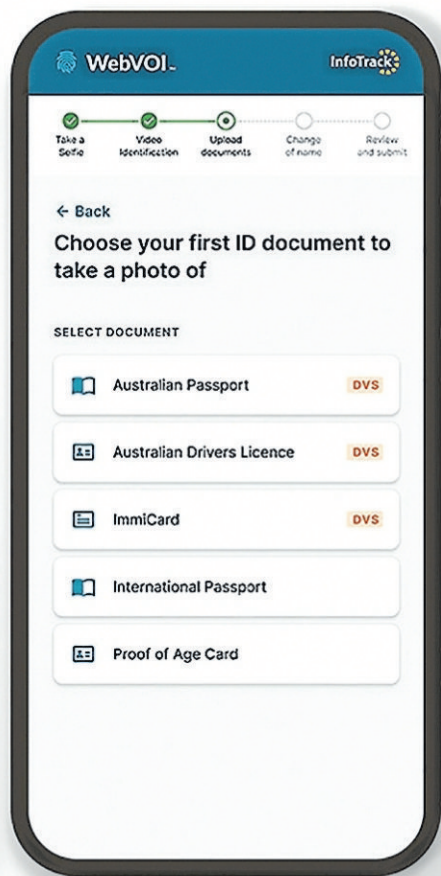 WebVOI
InfoTrack
Take a
Selfie
Video
Identification
Upload
documents
Change
of name
Review
and submit
← Back
Choose your first ID document to
take a photo of
SELECT DOCUMENT
Australian Passport DVS
Australian Drivers Licence DVS
ImmiCard DVS
International Passport
Proof of Age Card